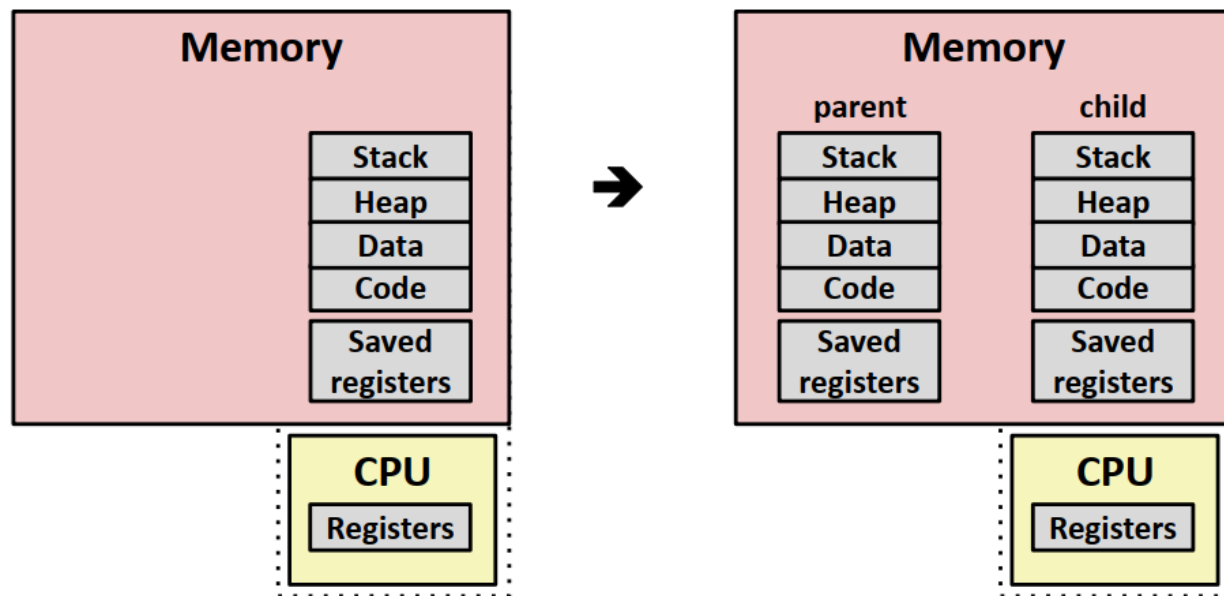 Memory
Stack
Heap
Data
Code
Saved
registers
CPU
Registers
➔
Memory
parent
child
Stack
Stack
Heap
Heap
Data
Data
Code
Code
Saved
registers
Saved
registers
CPU
Registers